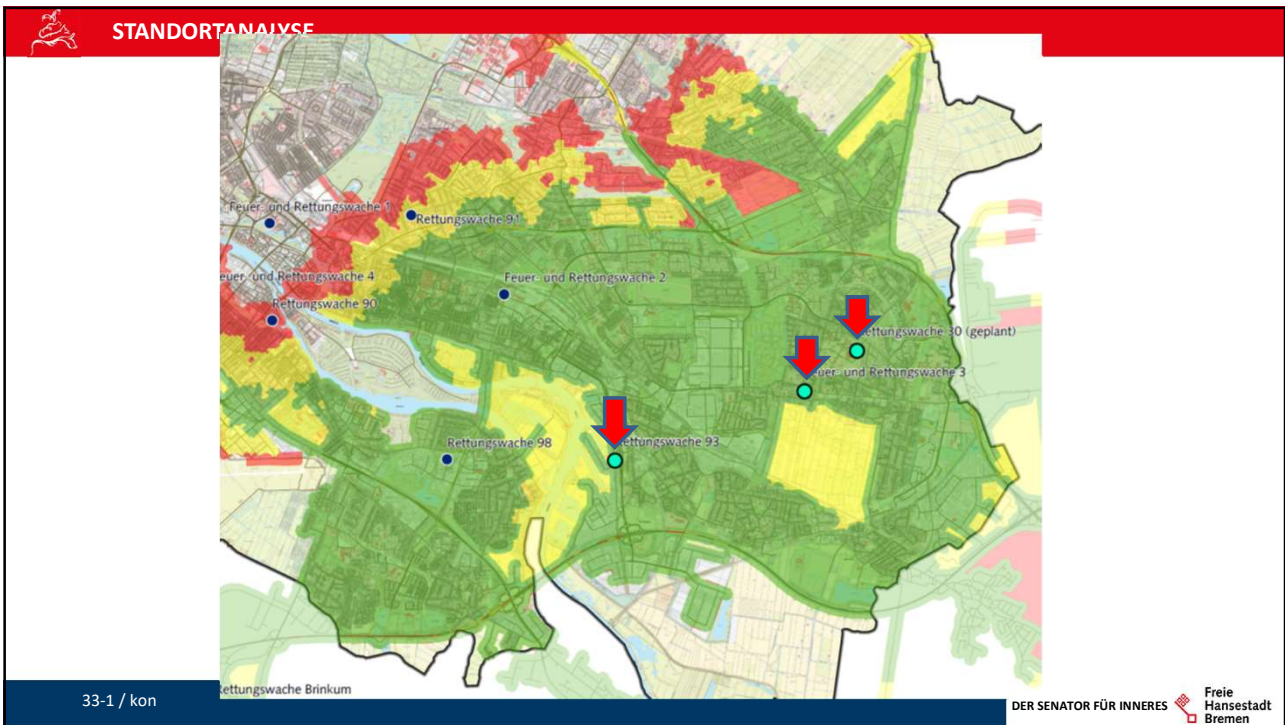 STANDORTANALYSE
Feuer- und Rettungswache 1
Rettungswache 91
Feuer- und Rettungswache 4
Feuer- und Rettungswache 2
Rettungswache 90
Rettungswache 30 (geplant)
Feuer- und Rettungswache 3
Rettungswache 98
Rettungswache 93
Rettungswache Brinkum
33-1 / kon
DER SENATOR FÜR INNERES
Freie
Hansestadt
Bremen